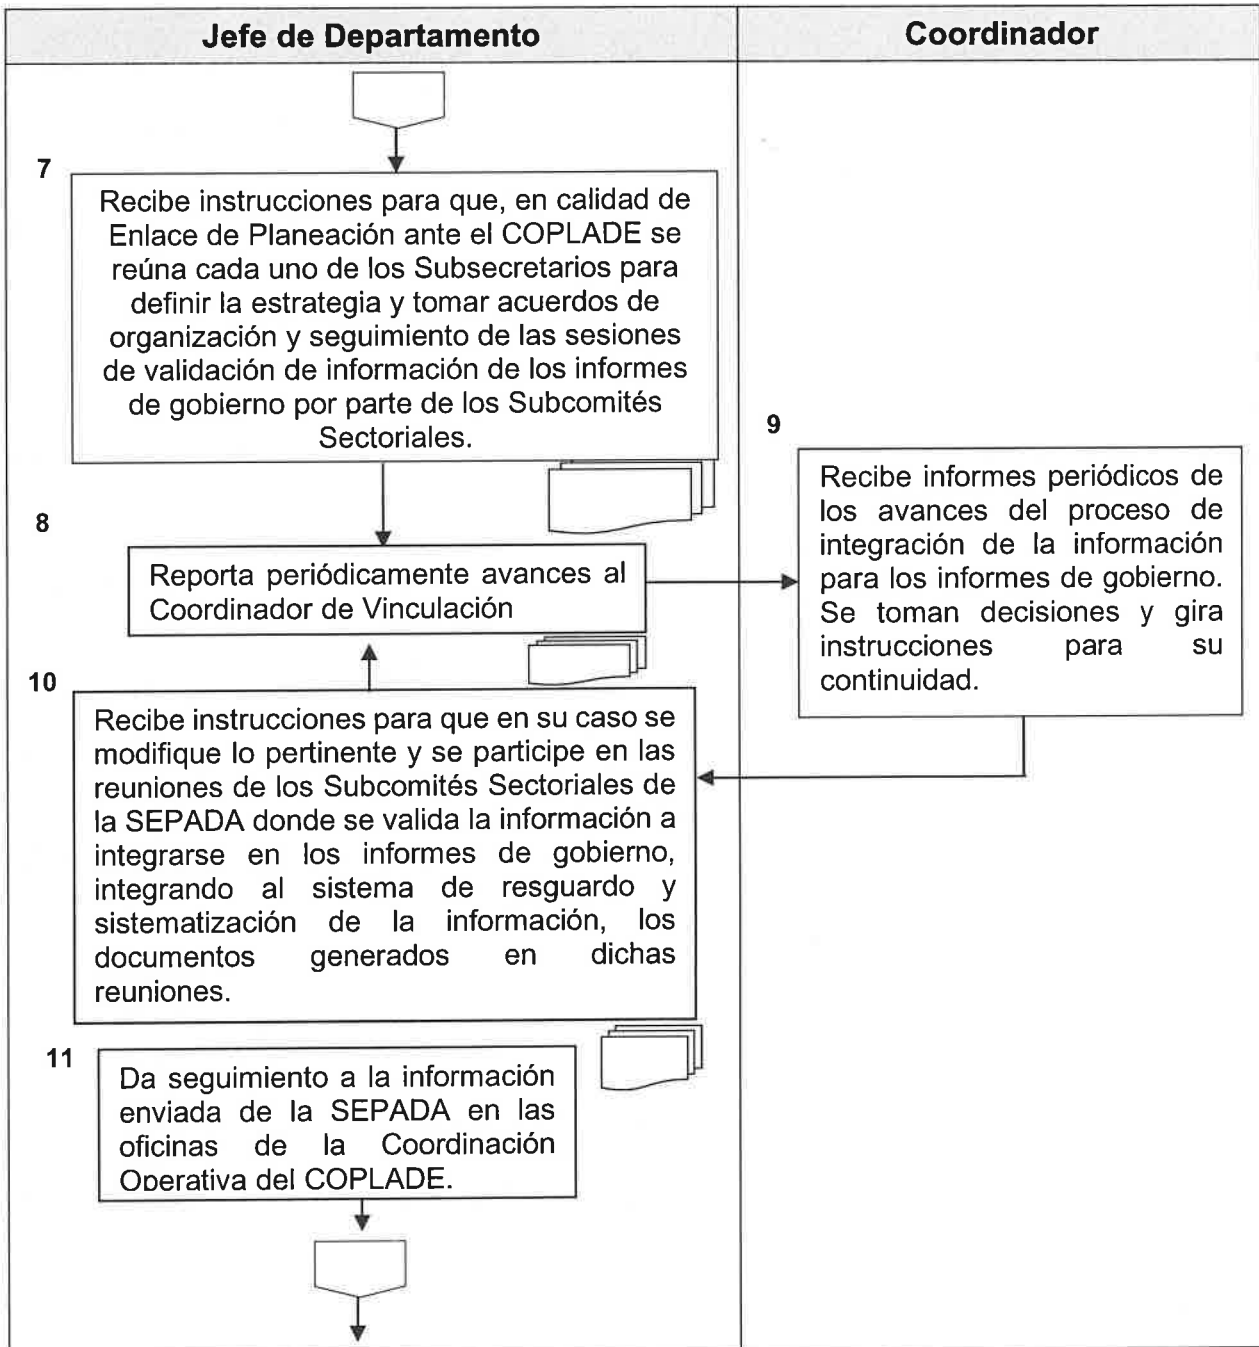 Jefe de Departamento
Coordinador
7
Recibe instrucciones para que, en calidad de
Enlace de Planeación ante el COPLADE se
reúna cada uno de los Subsecretarios para
definir la estrategia y tomar acuerdos de
organización y seguimiento de las sesiones
de validación de información de los informes
de gobierno por parte de los Subcomités
Sectoriales.
8
Reporta periódicamente avances al
Coordinador de Vinculación
9
Recibe informes periódicos de
los avances del proceso de
integración de la información
para los informes de gobierno.
Se toman decisiones y gira
instrucciones para su
continuidad.
10
Recibe instrucciones para que en su caso se
modifique lo pertinente y se participe en las
reuniones de los Subcomités Sectoriales de
la SEPADA donde se valida la información a
integrarse en los informes de gobierno,
integrando al sistema de resguardo y
sistematización de la información, los
documentos generados en dichas
reuniones.
11
Da seguimiento a la información
enviada de la SEPADA en las
oficinas de la Coordinación
Operativa del COPLADE.